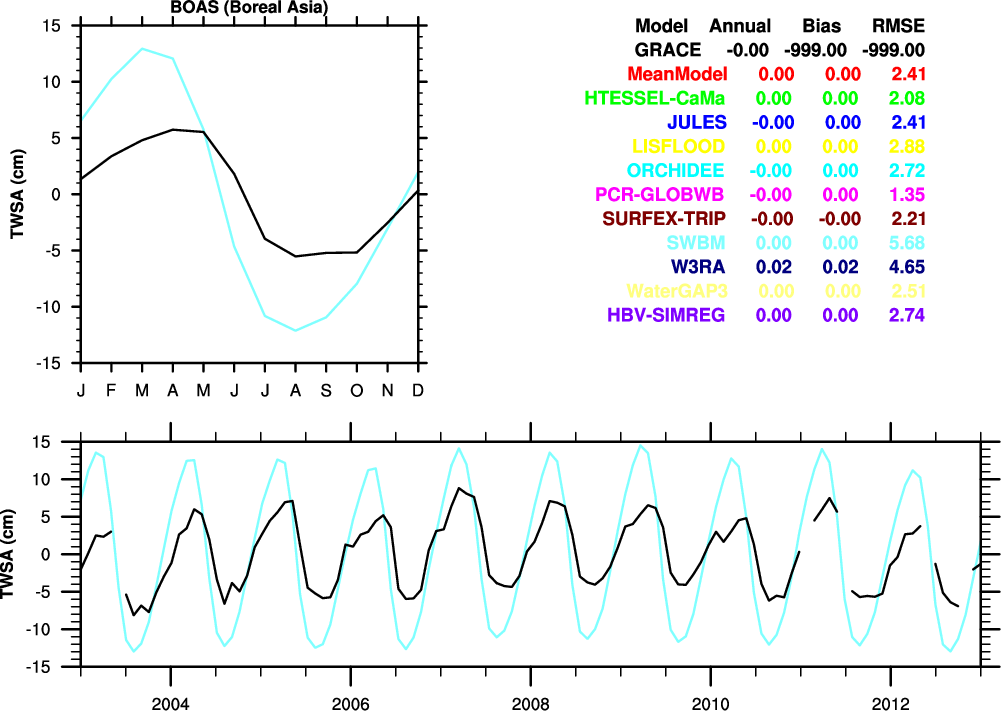 BOAS (Boreal Asia)
15
10
5
0
-5
-10
-15
TWSA (cm)
J F M A M J J A S O N D
Model Annual Bias RMSE
GRACE -0.00 -999.00 -999.00
MeanModel 0.00 0.00 2.41
HTESSEL-CaMa 0.00 0.00 2.08
JULES -0.00 0.00 2.41
LISFLOOD 0.00 0.00 2.88
ORCHIDEE -0.00 0.00 2.72
PCR-GLOBWB -0.00 0.00 1.35
SURFEX-TRIP -0.00 -0.00 2.21
SWBM 0.00 0.00 5.68
W3RA 0.02 0.02 4.65
WaterGAP3 0.00 0.00 2.51
HBV-SIMREG 0.00 0.00 2.74
15
10
5
0
-5
-10
-15
TWSA (cm)
2004 2006 2008 2010 2012